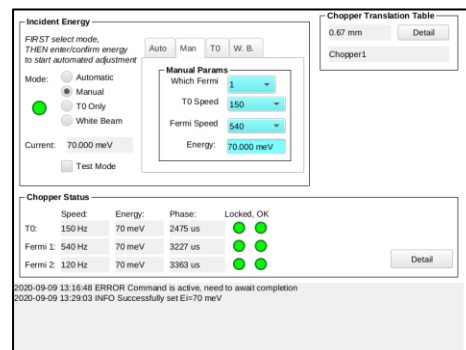 Incident Energy
FIRST select mode,
THEN enter/confirm energy
to start automated adjustment
Mode:
Automatic
Manual
T0 Only
White Beam
Current: 70.000 meV
Test Mode
Auto Man T0 W. B.
Manual Params
Which Fermi 1
T0 Speed 150
Fermi Speed 540
Energy: 70.000 meV
Chopper Translation Table
0.67 mm Detail
Chopper1
Chopper Status
Speed: Energy: Phase: Locked, OK
T0: 150 Hz 70 meV 2475 us
Fermi 1: 540 Hz 70 meV 3227 us
Fermi 2: 120 Hz 70 meV 3363 us
Detail
2020-09-09 13:16:48 ERROR Command is active, need to await completion
2020-09-09 13:29:03 INFO Successfully set Ei=70 meV